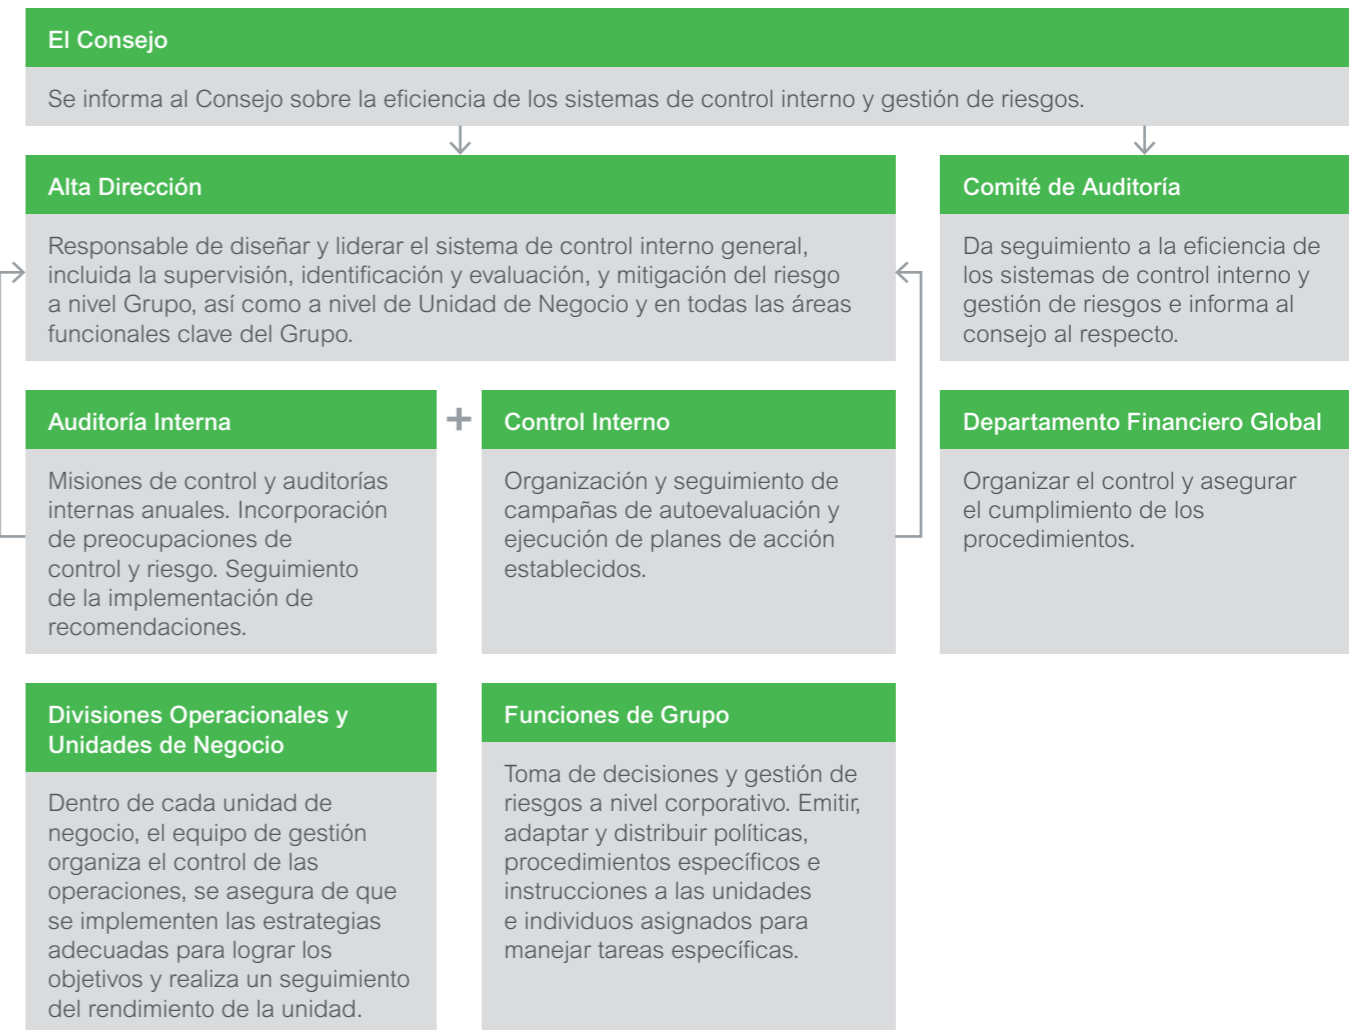 El Consejo
Se informa al Consejo sobre la eficiencia de los sistemas de control interno y gestión de riesgos.
Alta Dirección
Responsable de diseñar y liderar el sistema de control interno general,
incluida la supervisión, identificación y evaluación, y mitigación del riesgo
a nivel Grupo, así como a nivel de Unidad de Negocio y en todas las áreas
funcionales clave del Grupo.
Comité de Auditoría
Da seguimiento a la eficiencia de
los sistemas de control interno y
gestión de riesgos e informa al
consejo al respecto.
Auditoría Interna
Misiones de control y auditorías
internas anuales. Incorporación
de preocupaciones de
control y riesgo. Seguimiento
de la implementación de
recomendaciones.
+
Control Interno
Organización y seguimiento de
campañas de autoevaluación y
ejecución de planes de acción
establecidos.
Departamento Financiero Global
Organizar el control y asegurar
el cumplimiento de los
procedimientos.
Divisiones Operacionales y
Unidades de Negocio
Dentro de cada unidad de
negocio, el equipo de gestión
organiza el control de las
operaciones, se asegura de que
se implementen las estrategias
adecuadas para lograr los
objetivos y realiza un seguimiento
del rendimiento de la unidad.
Funciones de Grupo
Toma de decisiones y gestión de
riesgos a nivel corporativo. Emitir,
adaptar y distribuir políticas,
procedimientos específicos e
instrucciones a las unidades
e individuos asignados para
manejar tareas específicas.